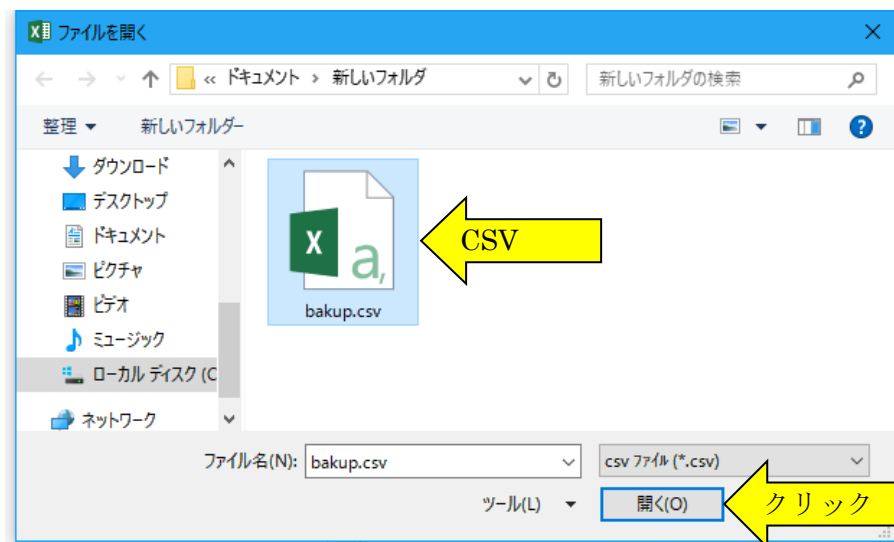 ファイルを開く
« ドキュメント › 新しいフォルダ
新しいフォルダの検索
整理
新しいフォルダー
ダウンロード
デスクトップ
ドキュメント
ピクチャ
ビデオ
ミュージック
ローカル ディスク (C
ネットワーク
bakup.csv
CSV
ファイル名(N):
bakup.csv
csv ファイル (*.csv)
ツール(L)
開く(O)
クリック